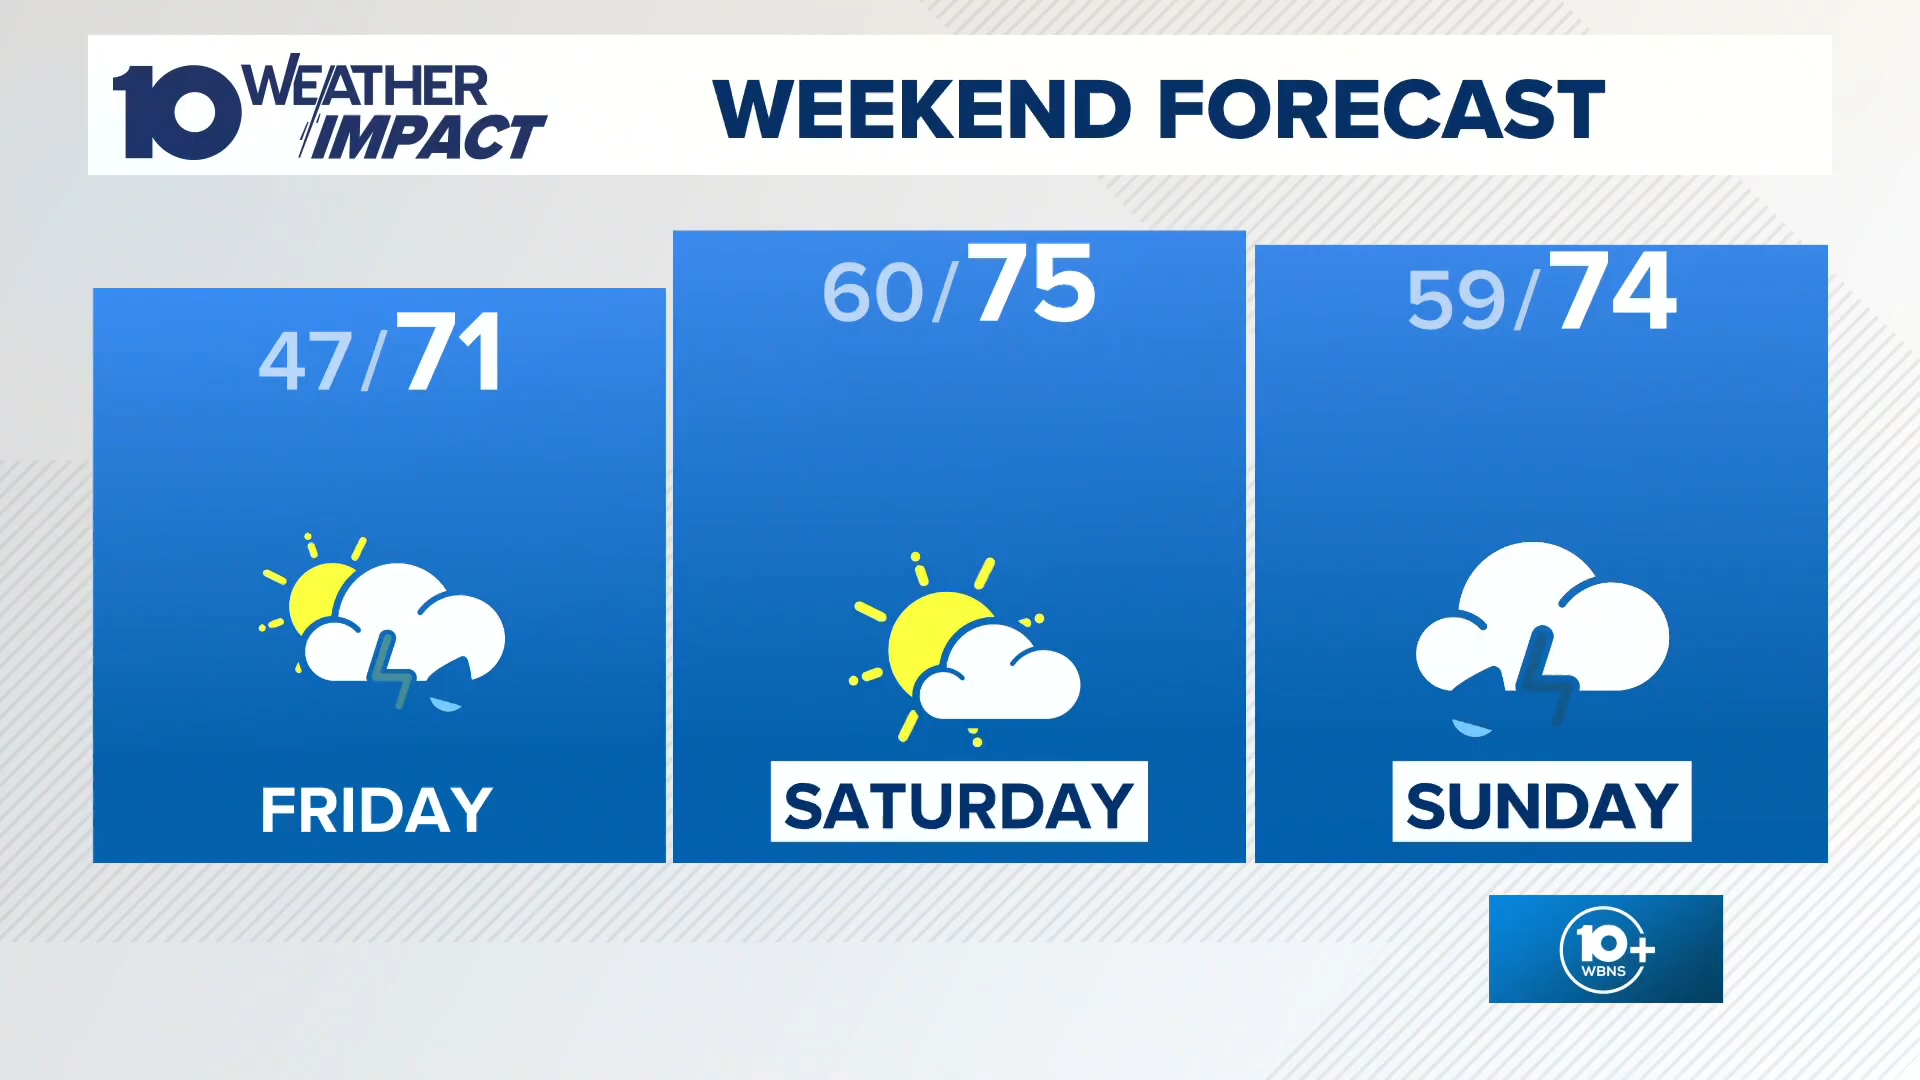 10 WEATHER
IMPACT
WEEKEND FORECAST
47/71
FRIDAY
60/75
SATURDAY
59/74
SUNDAY
10+
WBNS